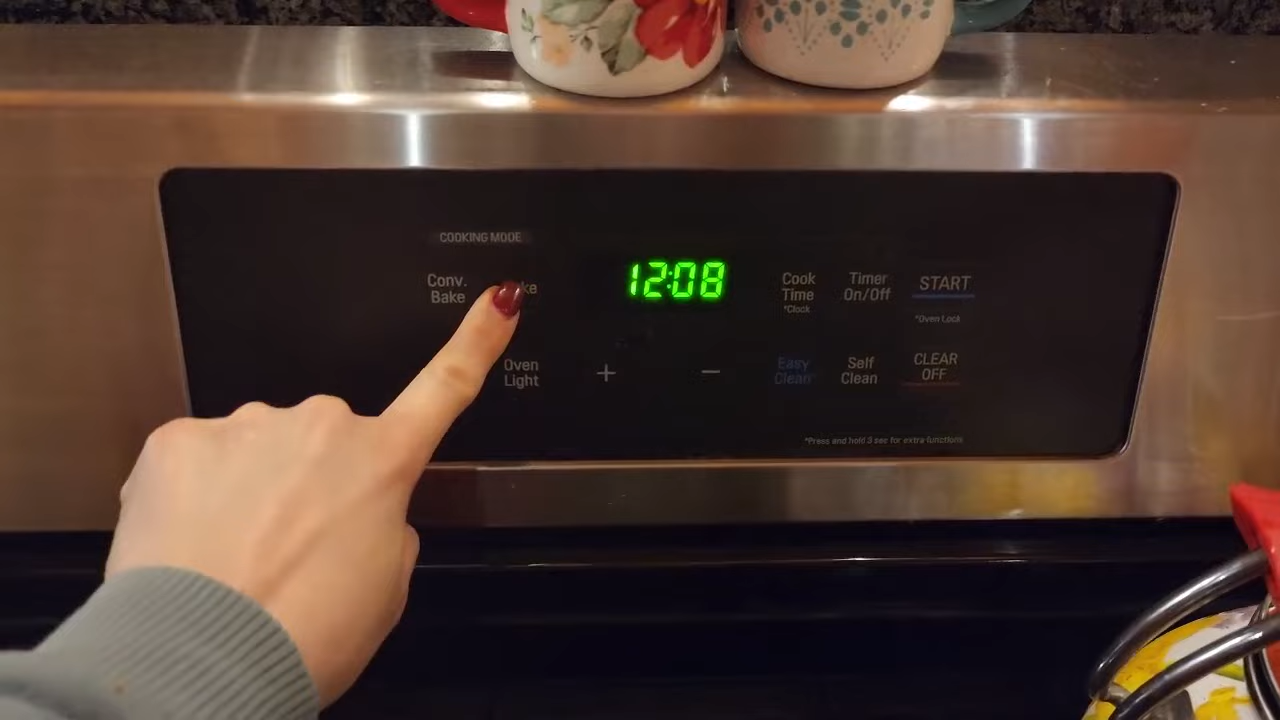 COOKING MODE
Conv.
Bake
ke
12:08
Cook
Time
*Clock
Timer
On/Off
START
*Oven Lock
Oven
Light
+
−
Easy
Clean
Self
Clean
CLEAR
OFF
*Press and hold 3 sec for extra functions